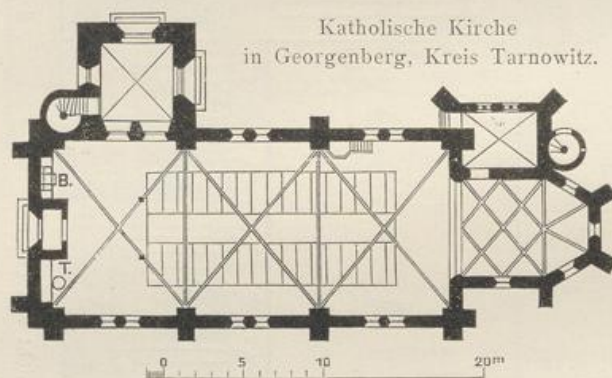 Katholische Kirche
in Georgenberg, Kreis Tarnowitz.
B.
T.
0 5 10 20m